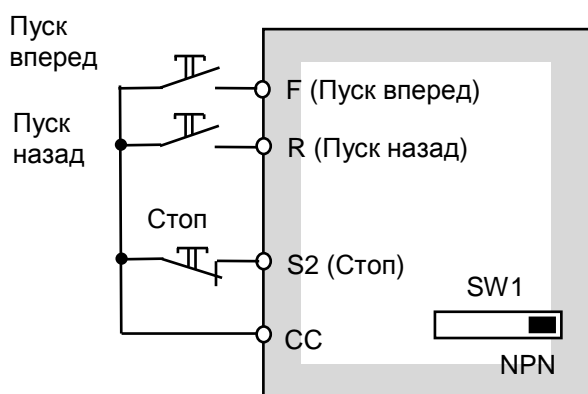 Пуск
вперед
F (Пуск вперед)
Пуск
назад
R (Пуск назад)
Стоп
S2 (Стоп)
SW1
CC
NPN